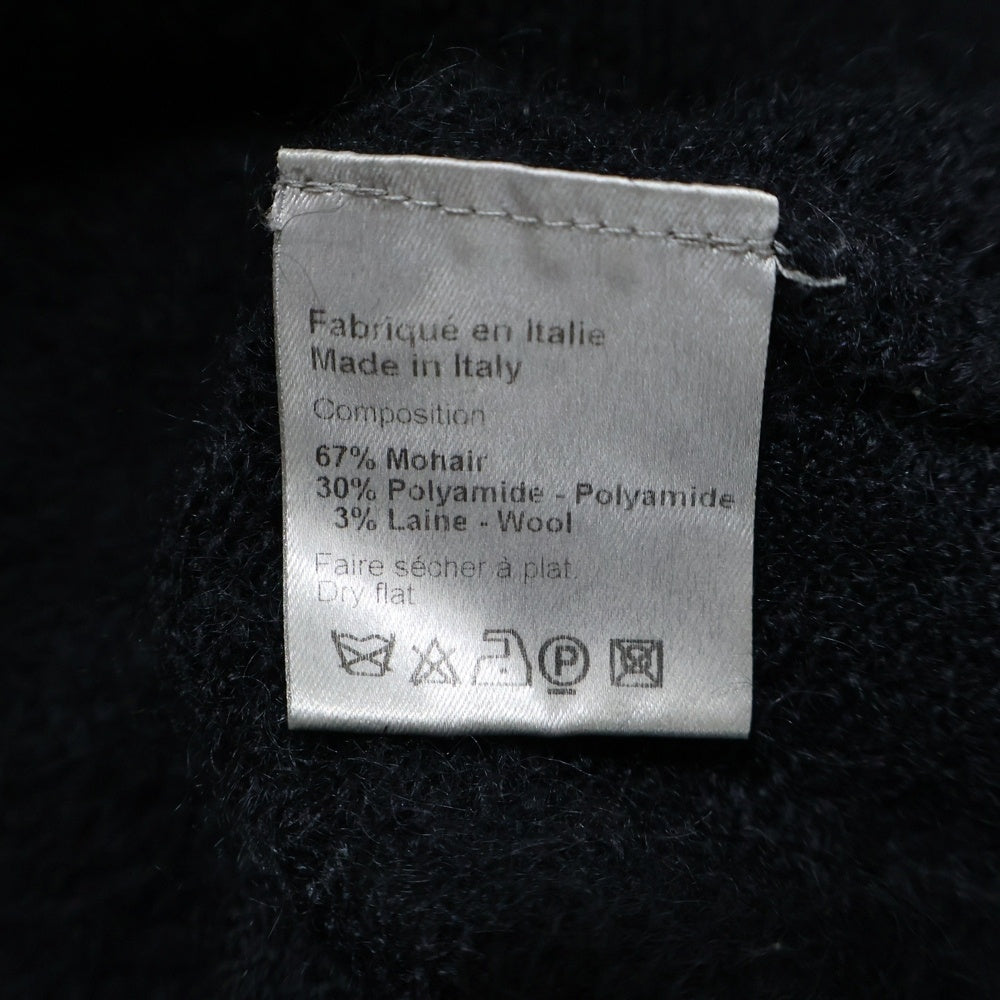 Fabriqué en Italie
Made in Italy
Composition
67% Mohair
30% Polyamide - Polyamide
3% Laine - Wool
Faire sécher à plat.
Dry flat
P